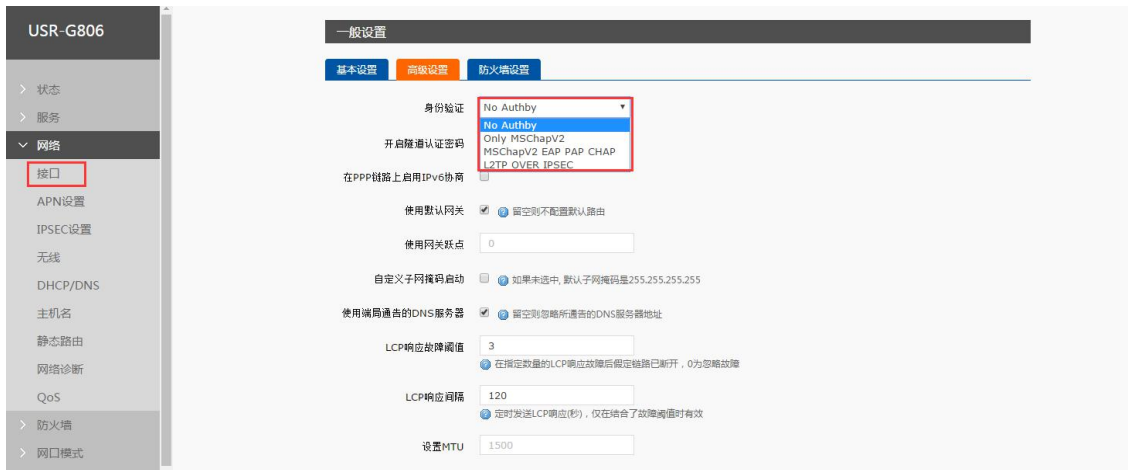 USR-G806
状态
服务
网络
接口
APN设置
IPSEC设置
无线
DHCP/DNS
主机名
静态路由
网络诊断
QoS
防火墙
网口模式
一般设置
基本设置 高级设置 防火墙设置
身份验证 No Authby
No Authby
Only MSChapV2
开启隧道认证密码
MSChapV2 EAP PAP CHAP
L2TP OVER IPSEC
在PPP链路上启用IPv6协商
使用默认网关 留空则不配置默认路由
使用网关跃点 0
自定义子网掩码启动 如果未选中, 默认子网掩码是255.255.255.255
使用端局通告的DNS服务器 留空则忽略所通告的DNS服务器地址
LCP响应故障阈值 3
在指定数量的LCP响应故障后假定链路已断开，0为忽略故障
LCP响应间隔 120
定时发送LCP响应(秒)，仅在结合了故障阈值时有效
设置MTU 1500